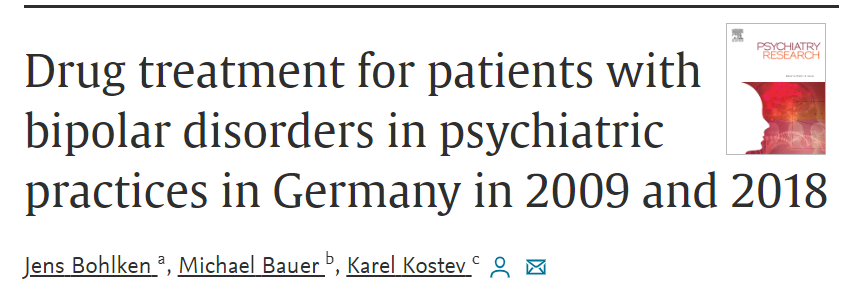 Drug treatment for patients with
bipolar disorders in psychiatric
practices in Germany in 2009 and 2018
PSYCHIATRY
RESEARCH
Jens Bohlken a, Michael Bauer b, Karel Kostev c